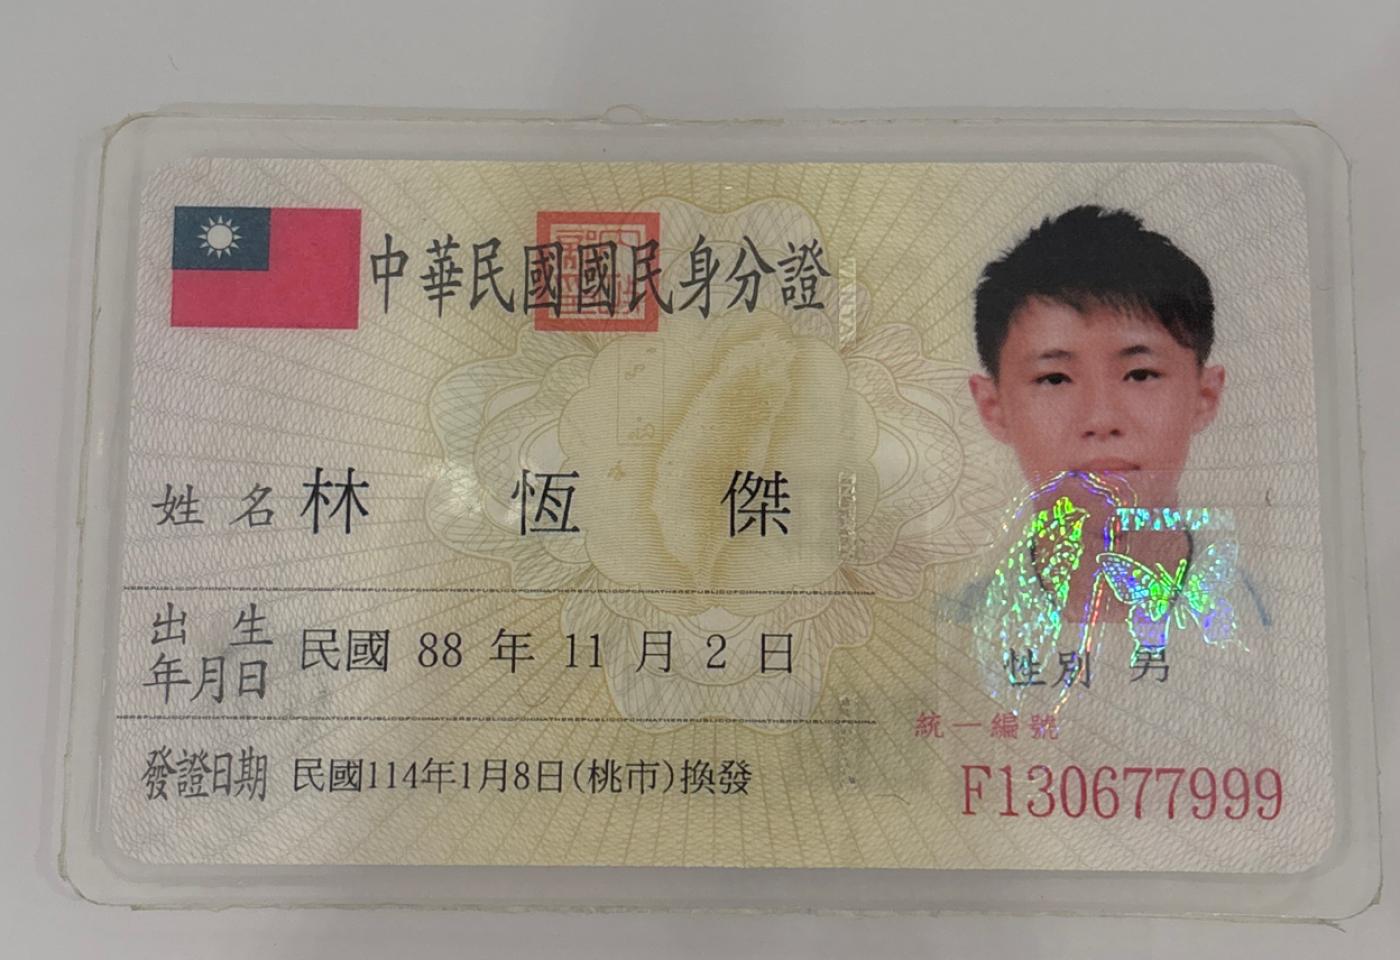 中華民國國民身分證
姓名 林恆傑
出生年月日 民國 88 年 11 月 2 日
發證日期 民國114年1月8日(桃市)換發
TAIWAN
性別 男
統一編號
F130677999